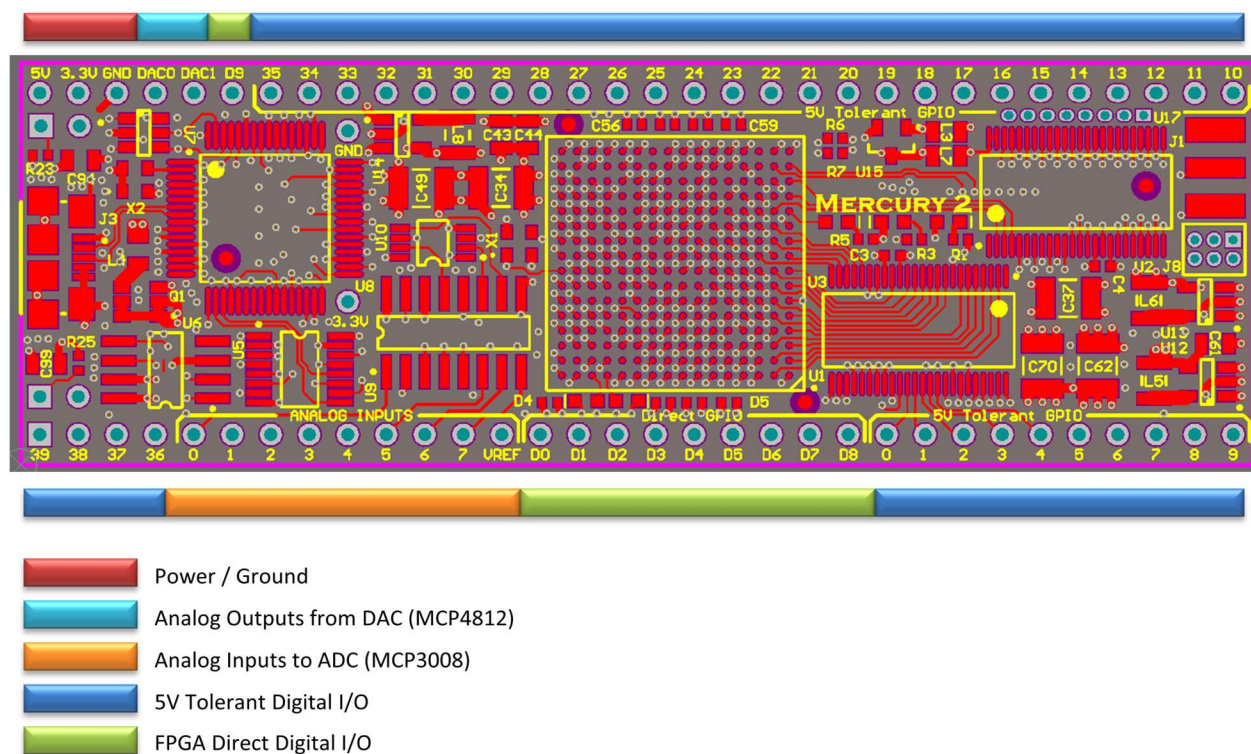 5V 3.3V GND DAC0 DAC1 D9 35 34 33 32 31 30 29 28 27 26 25 24 23 22 21 20 19 18 17 16 15 14 13 12 11 10
5V Tolerant GPIO
U17
C56 C59 R6
C43 C44
J1
GND
R23 C94
U14 C49 C34
R7 U15
X2
MERCURY 2
J3
U10 X1
R5
C3 R3
U8 U3
U2 J8
C4
Q1
3.3V
C37 L6
U6
U13
U12
C61
R25
C99
U5 U9
U1
C70 C62 L5
D4 D5
ANALOG INPUTS Direct GPIO 5V Tolerant GPIO
39 38 37 36 0 1 2 3 4 5 6 7 VREF D0 D1 D2 D3 D4 D5 D6 D7 D8 0 1 2 3 4 5 6 7 8 9
Power / Ground
Analog Outputs from DAC (MCP4812)
Analog Inputs to ADC (MCP3008)
5V Tolerant Digital I/O
FPGA Direct Digital I/O